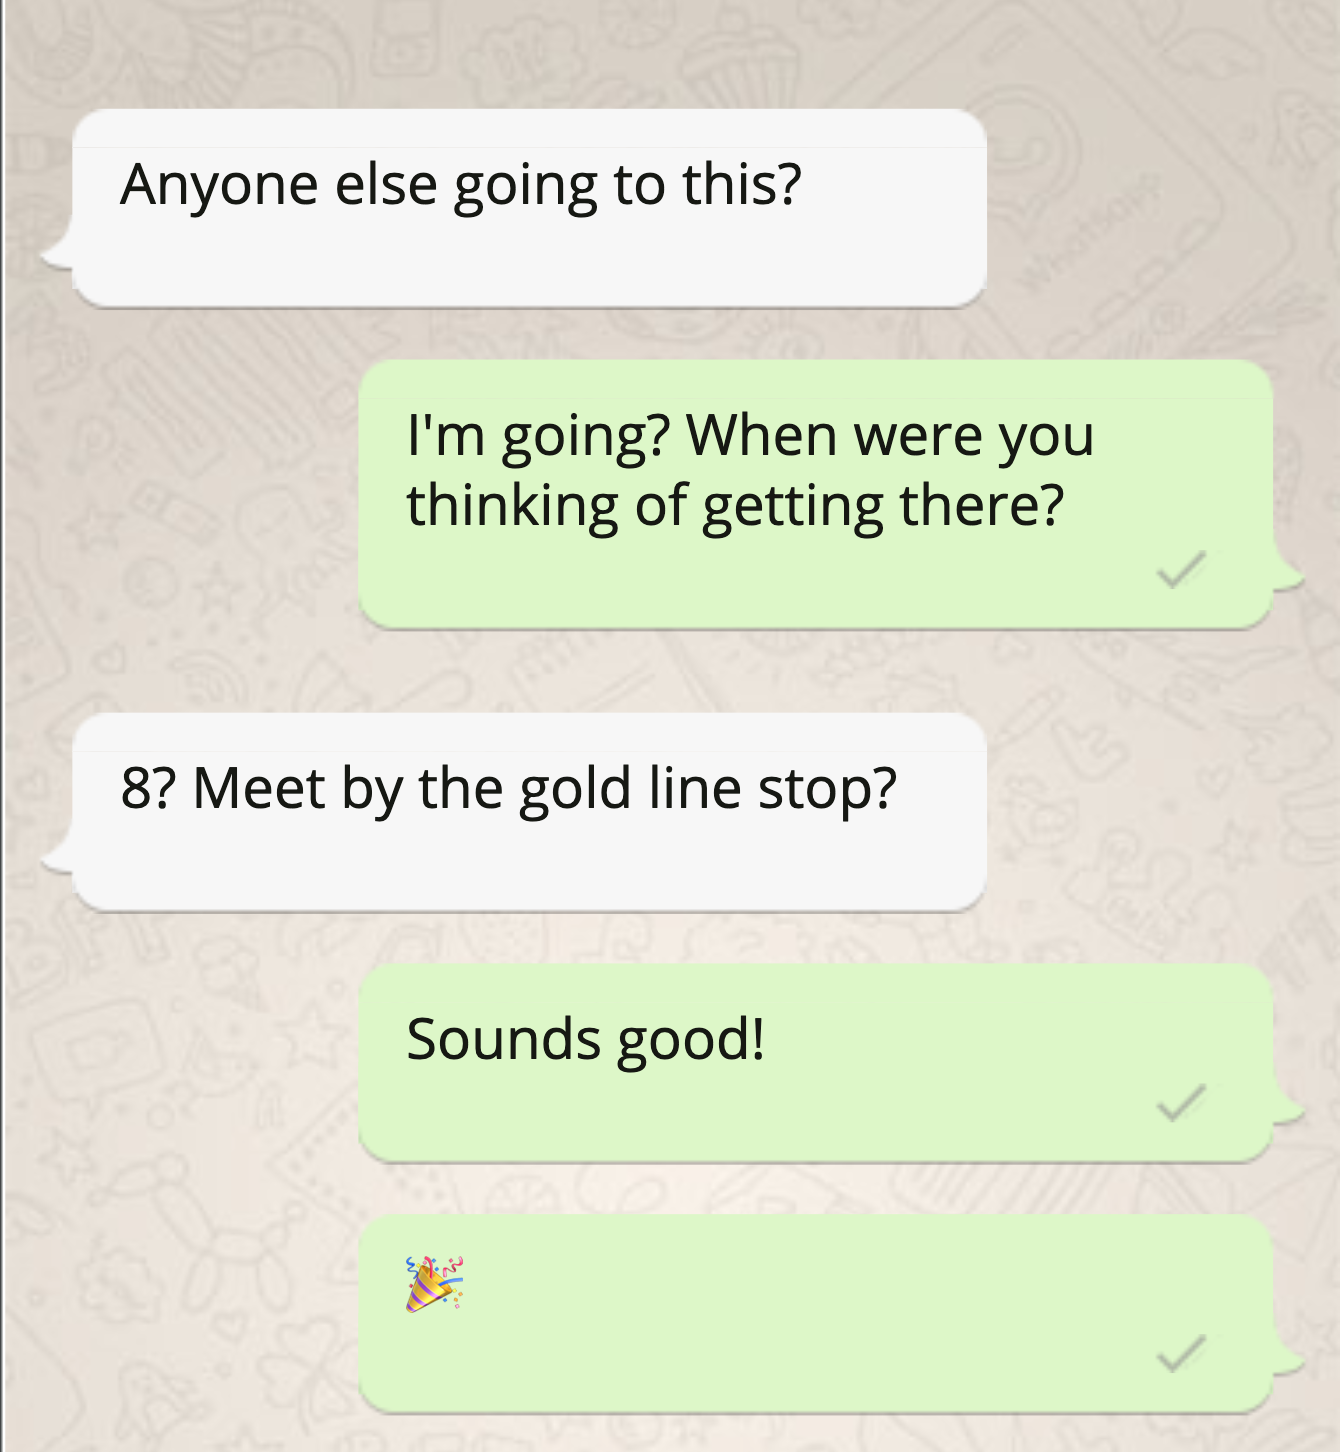 Anyone else going to this?
I'm going? When were you
thinking of getting there?
8? Meet by the gold line stop?
Sounds good!
🎉